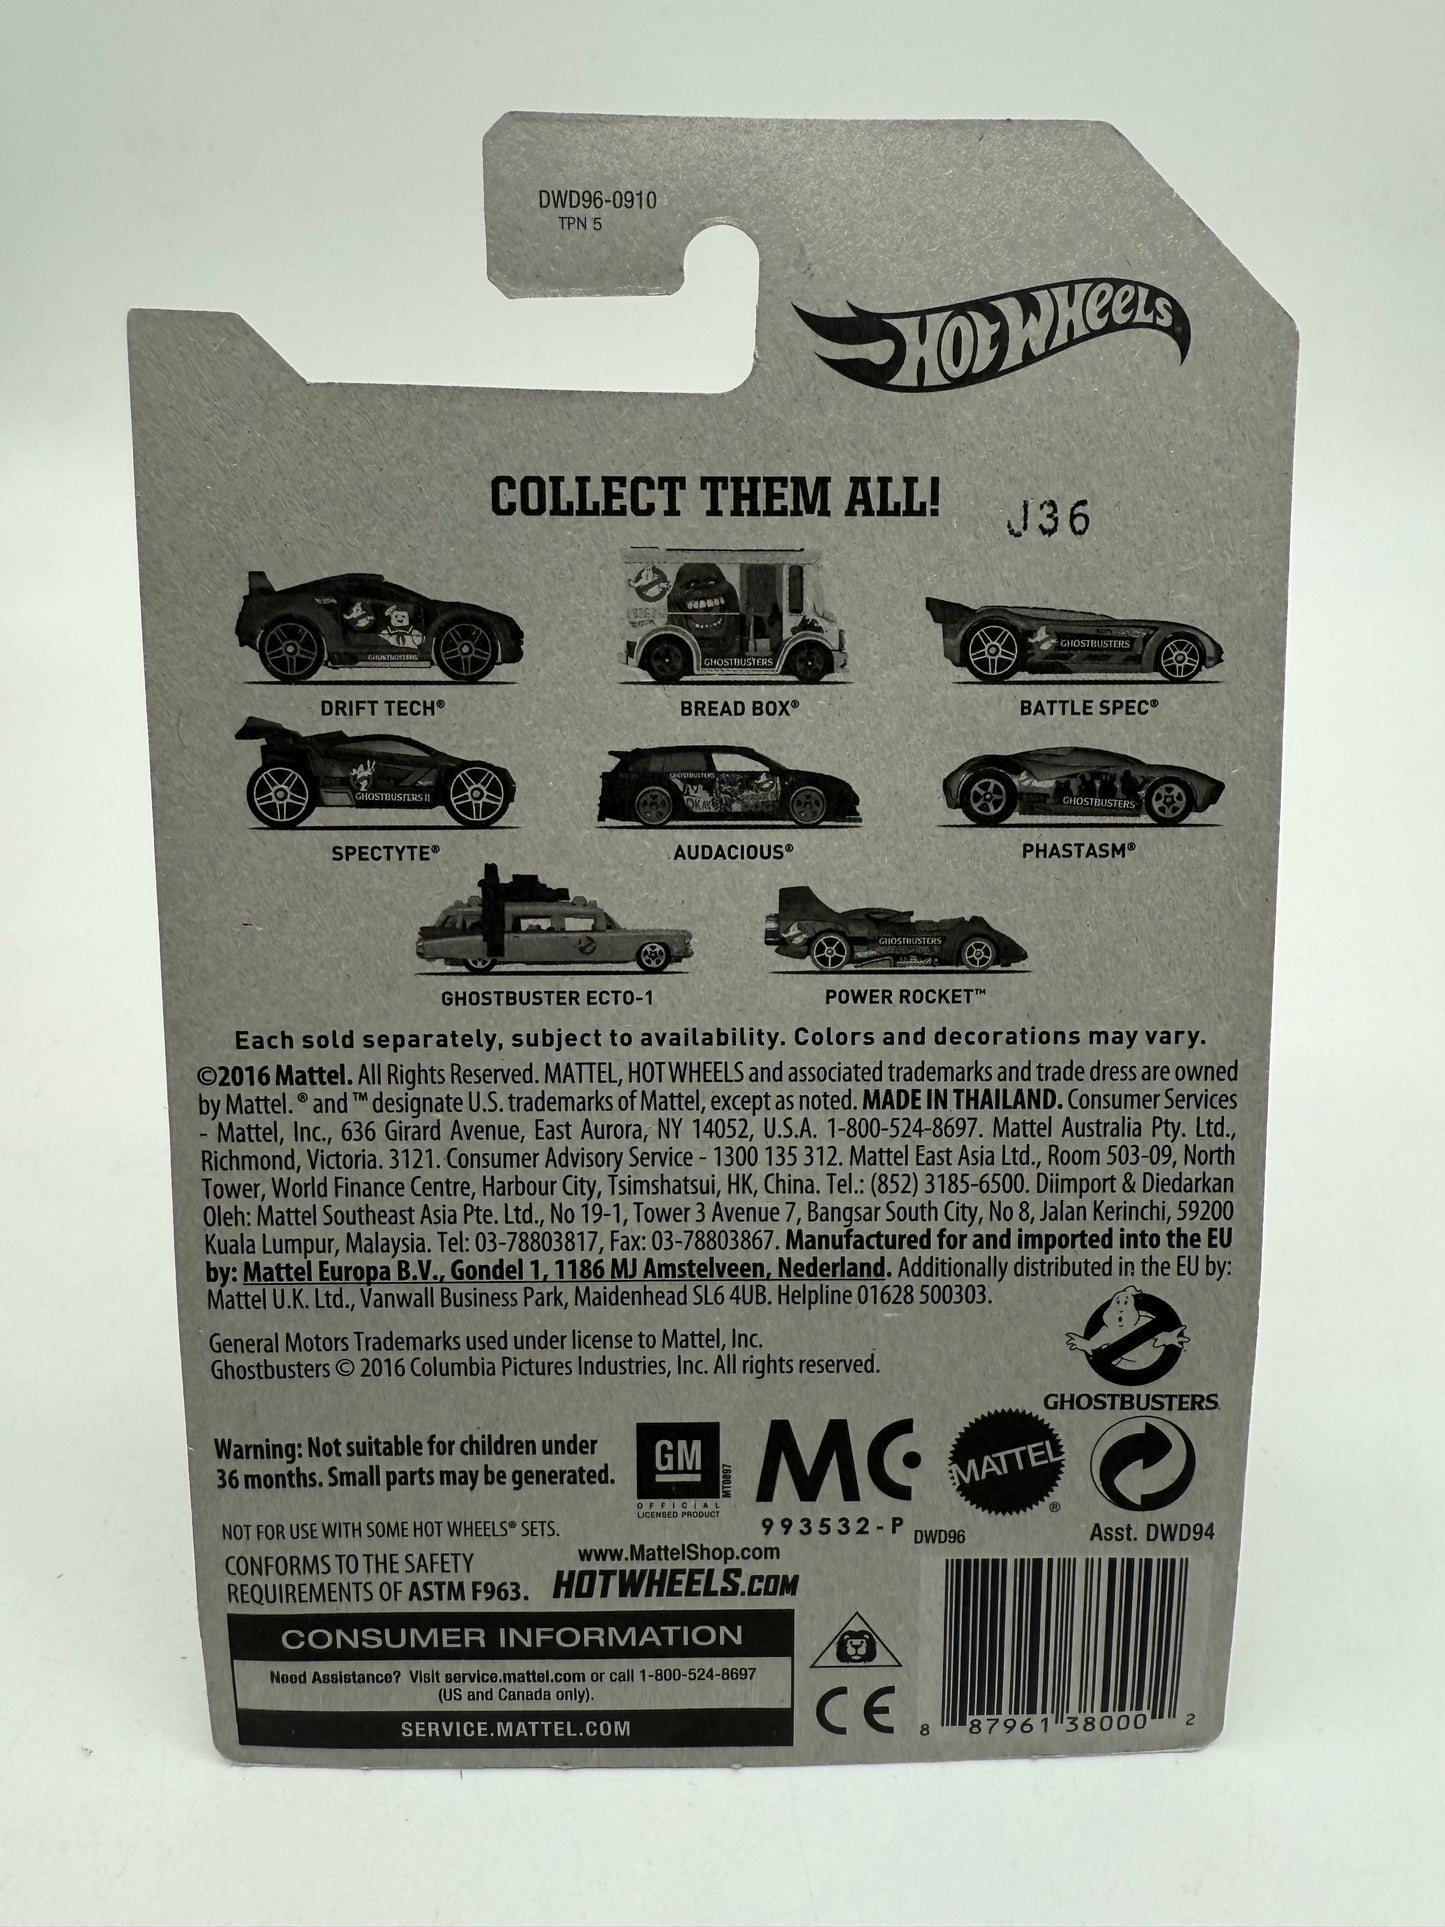 DWD96-0910
TPN 5
HOT WHEELS
COLLECT THEM ALL!
J36
GHOSTBUSTERS
GHOSTBUSTERS
GHOSTBUSTERS
DRIFT TECH®
BREAD BOX®
BATTLE SPEC®
GHOSTBUSTERS II
GHOSTBUSTERS
GHOSTBUSTERS
SPECTYTE®
AUDACIOUS®
PHASTASM®
GHOSTBUSTERS
GHOSTBUSTER ECTO-1
POWER ROCKET™
Each sold separately, subject to availability. Colors and decorations may vary.
©2016 Mattel. All Rights Reserved. MATTEL, HOT WHEELS and associated trademarks and trade dress are owned
by Mattel. ® and ™ designate U.S. trademarks of Mattel, except as noted. MADE IN THAILAND. Consumer Services
- Mattel, Inc., 636 Girard Avenue, East Aurora, NY 14052, U.S.A. 1-800-524-8697. Mattel Australia Pty. Ltd.,
Richmond, Victoria. 3121. Consumer Advisory Service - 1300 135 312. Mattel East Asia Ltd., Room 503-09, North
Tower, World Finance Centre, Harbour City, Tsimshatsui, HK, China. Tel.: (852) 3185-6500. Diimport & Diedarkan
Oleh: Mattel Southeast Asia Pte. Ltd., No 19-1, Tower 3 Avenue 7, Bangsar South City, No 8, Jalan Kerinchi, 59200
Kuala Lumpur, Malaysia. Tel: 03-78803817, Fax: 03-78803867. Manufactured for and imported into the EU
by: Mattel Europa B.V., Gondel 1, 1186 MJ Amstelveen, Nederland. Additionally distributed in the EU by:
Mattel U.K. Ltd., Vanwall Business Park, Maidenhead SL6 4UB. Helpline 01628 500303.
General Motors Trademarks used under license to Mattel, Inc.
Ghostbusters © 2016 Columbia Pictures Industries, Inc. All rights reserved.
GHOSTBUSTERS
Warning: Not suitable for children under
36 months. Small parts may be generated.
GM
MT0897
OFFICIAL
LICENSED PRODUCT
MC
993532-P
MATTEL®
DWD96
Asst. DWD94
NOT FOR USE WITH SOME HOT WHEELS® SETS.
CONFORMS TO THE SAFETY
REQUIREMENTS OF ASTM F963.
www.MattelShop.com
HOTWHEELS.COM
CONSUMER INFORMATION
Need Assistance? Visit service.mattel.com or call 1-800-524-8697
(US and Canada only).
SERVICE.MATTEL.COM
CE
8 87961 38000 2